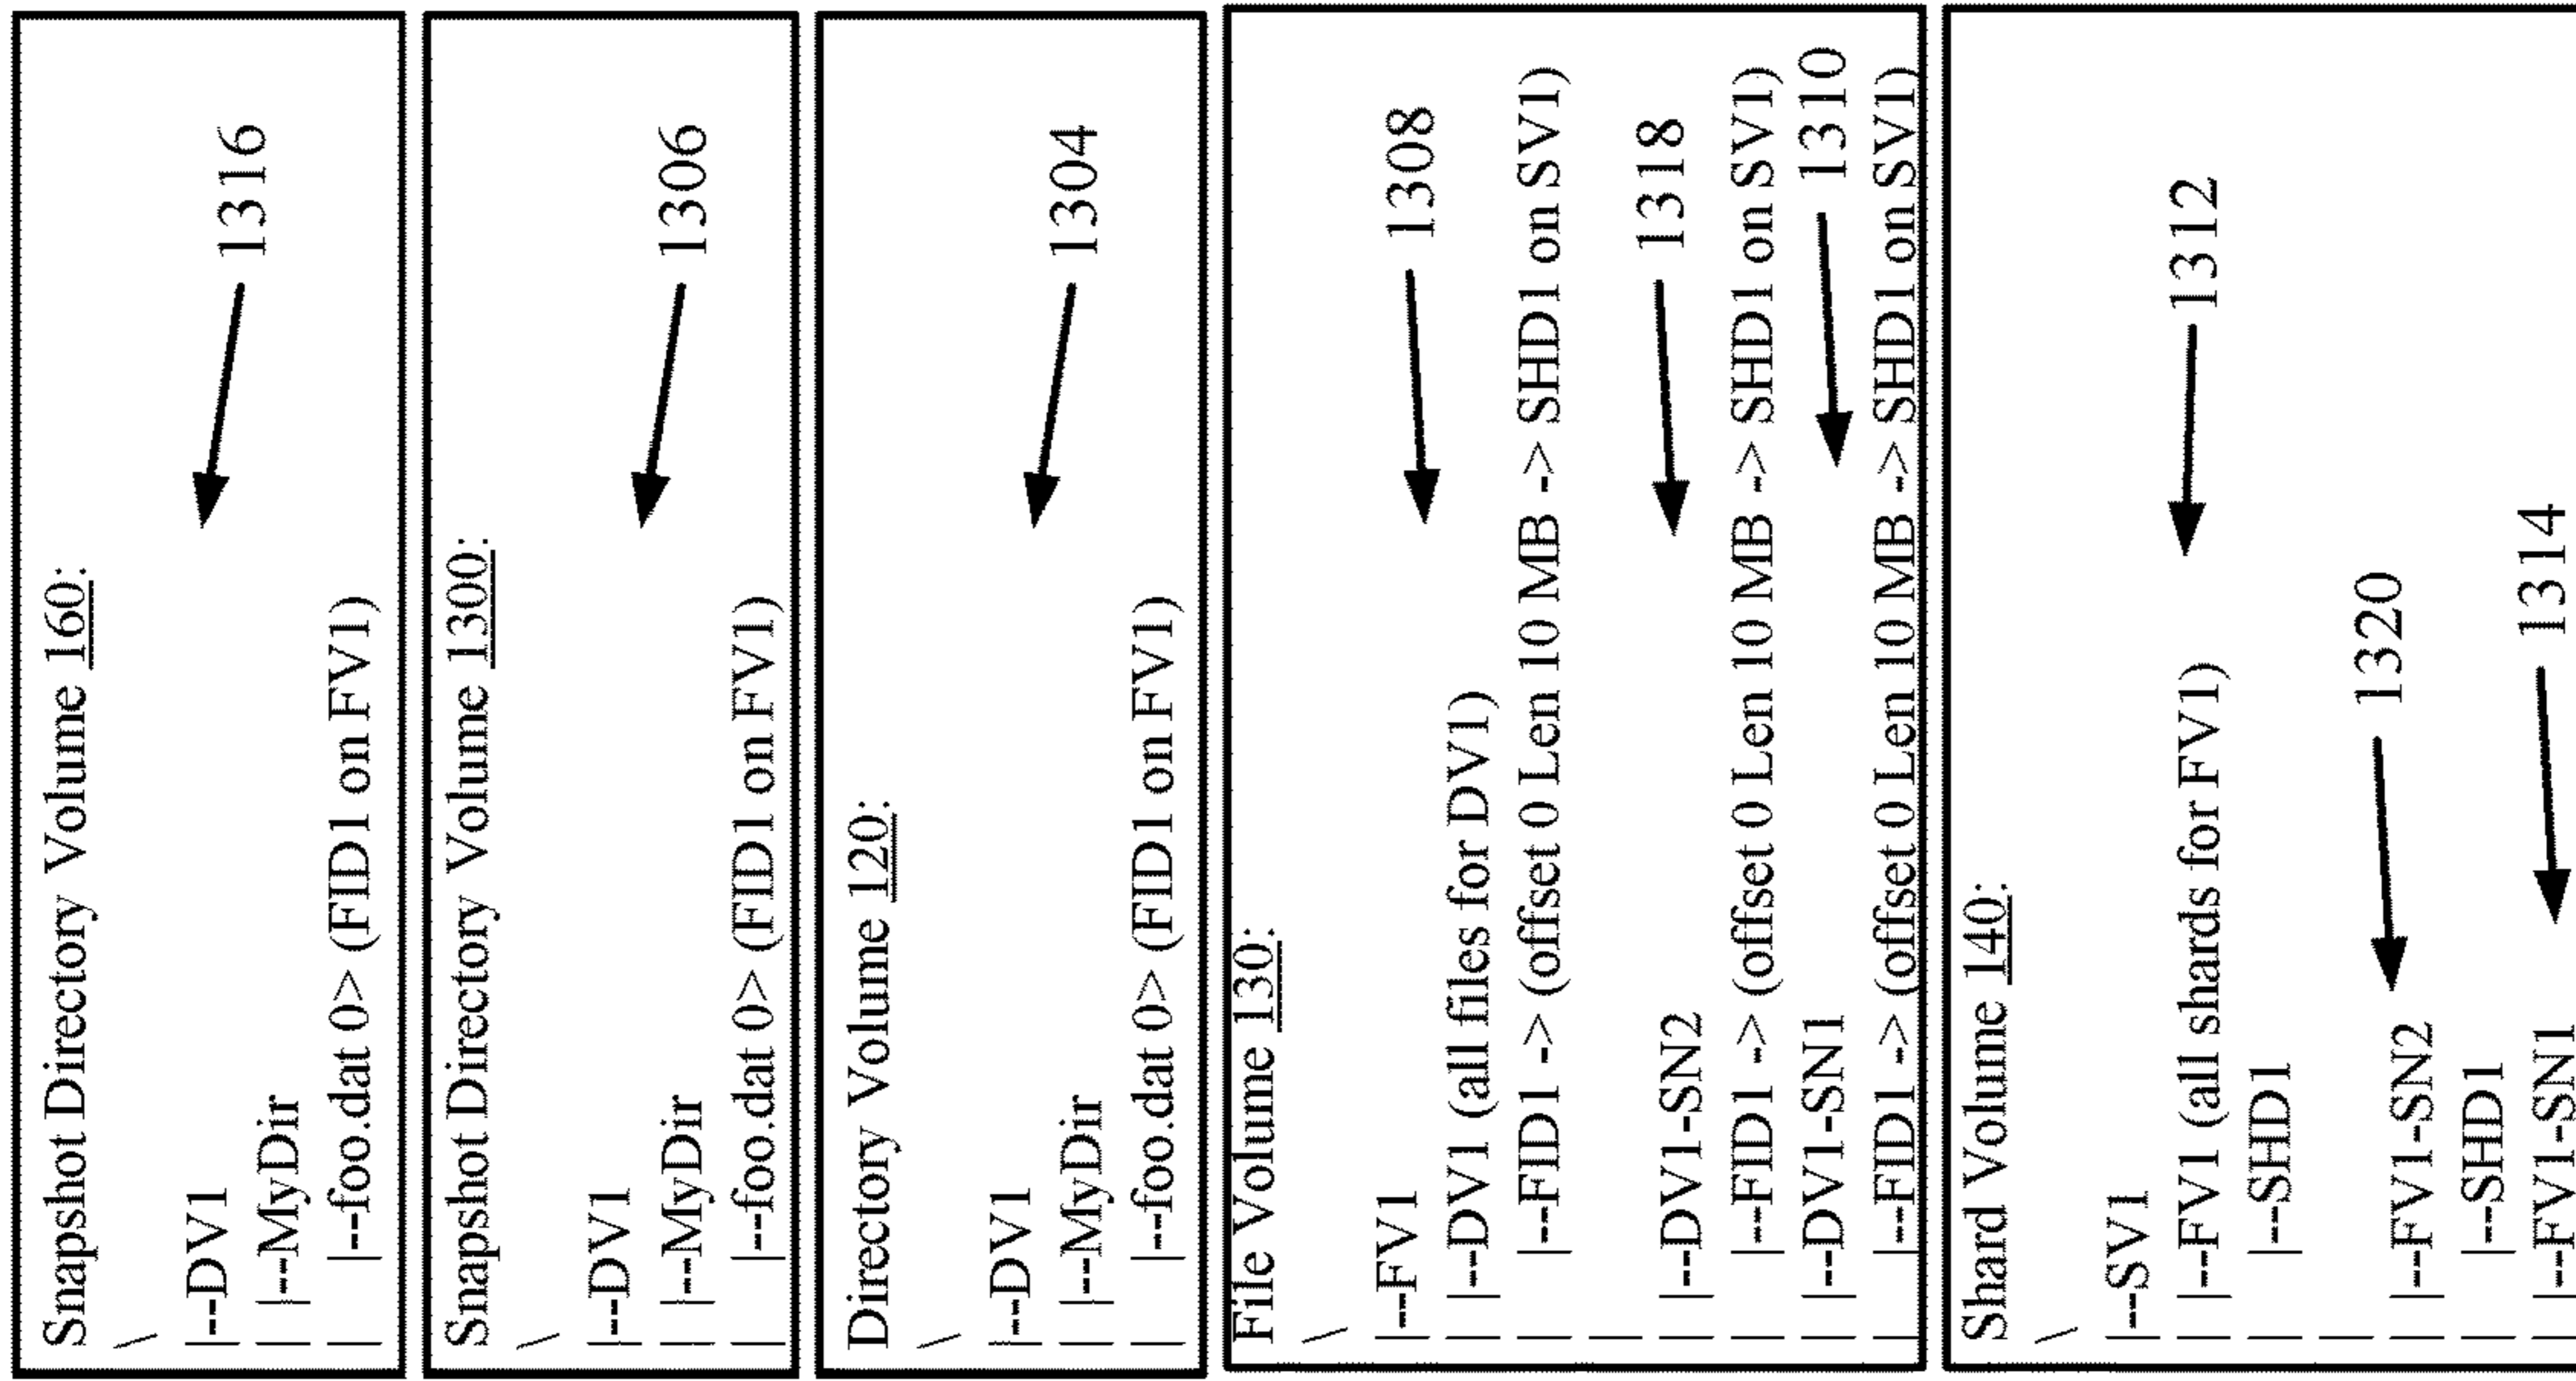 Snapshot Directory Volume 160:
\
|---DV1
| |---MyDir 1316
| |---foo.dat 0> (FID1 on FV1)
Snapshot Directory Volume 1300:
\
|---DV1
| |---MyDir 1306
| |---foo.dat 0> (FID1 on FV1)
Directory Volume 120:
\
|---DV1
| |---MyDir 1304
| |---foo.dat 0> (FID1 on FV1)
File Volume 130:
\
|---FV1 1308
| |---DV1 (all files for DV1)
| |---FID1 -> (offset 0 Len 10 MB -> SHD1 on SV1)
|
| |---DV1-SN2 1318
| |---FID1 -> (offset 0 Len 10 MB -> SHD1 on SV1)
| |---DV1-SN1 1310
| |---FID1 -> (offset 0 Len 10 MB -> SHD1 on SV1)
Shard Volume 140:
\
|---SV1
| |---FV1 (all shards for FV1) 1312
| |---SHD1
|
| |---FV1-SN2 1320
| |---SHD1
| |---FV1-SN1 1314